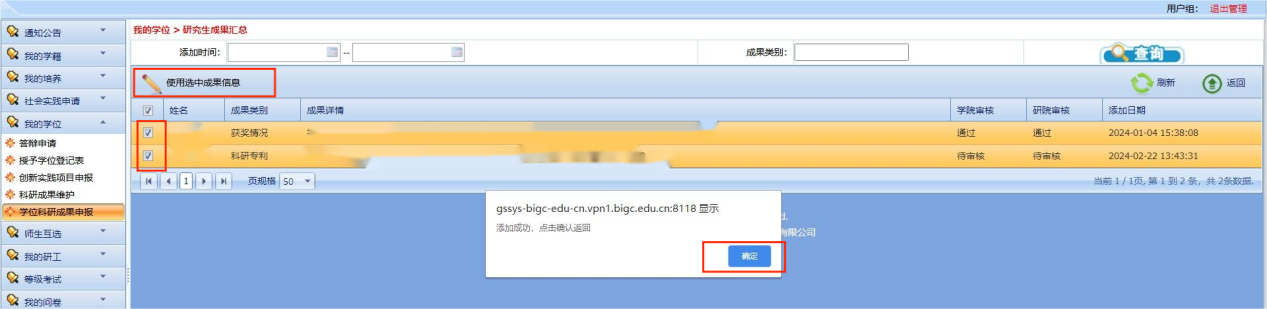 用户组： 退出管理
通知公告
我的学籍
我的培养
社会实践申请
我的学位
答辩申请
授予学位登记表
创新实践项目申报
科研成果维护
学位科研成果申报
师生互选
我的研工
等级考试
我的问卷
我的学位 > 研究生成果汇总
添加时间： -- 成果类别： 查询
使用选中成果信息 刷新 返回
姓名 成果类别 成果详情 学院审核 研院审核 添加日期
获奖情况 通过 通过 2024-01-04 15:38:08
科研专利 待审核 待审核 2024-02-22 13:43:31
1 页规格 50 当前 1 / 1页, 第 1 到 2 条，共 2条数据.
gssys-bigc-edu-cn.vpn1.bigc.edu.cn:8118 显示
添加成功，点击确认返回
确定
d.
有限公司